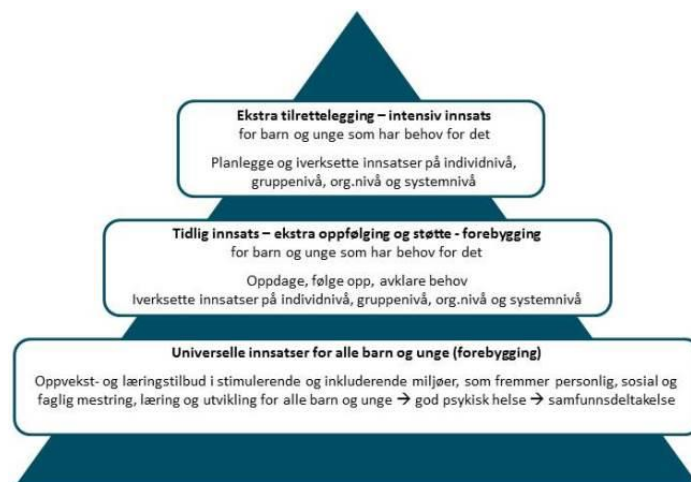 Ekstra tilrettelegging – intensiv innsats
for barn og unge som har behov for det
Planlegge og iverksette innsatser på individnivå,
gruppenivå, org.nivå og systemnivå
Tidlig innsats – ekstra oppfølging og støtte - forebygging
for barn og unge som har behov for det
Oppdage, følge opp, avklare behov
Iverksette innsatser på individnivå, gruppenivå, org.nivå og systemnivå
Universelle innsatser for alle barn og unge (forebygging)
Oppvekst- og læringstilbud i stimulerende og inkluderende miljøer, som fremmer personlig, sosial og
faglig mestring, læring og utvikling for alle barn og unge → god psykisk helse → samfunnsdeltakelse